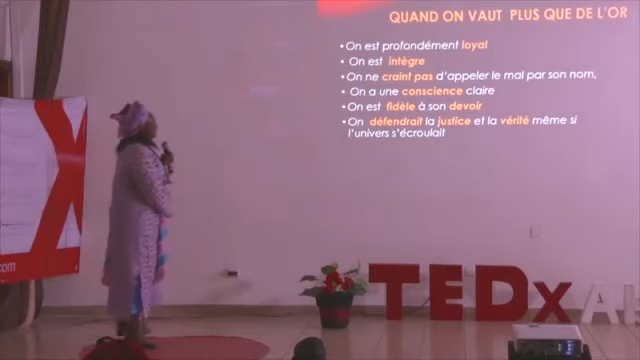 QUAND ON VAUT PLUS QUE DE L'OR
•On est profondément loyal
• On est intègre
•On ne craint pas d'appeler le mal par son nom,
• On a une conscience claire
•On est fidèle à son devoir
•On défendrait la justice et la vérité même si
l'univers s'écroulait
X
com
TEDx